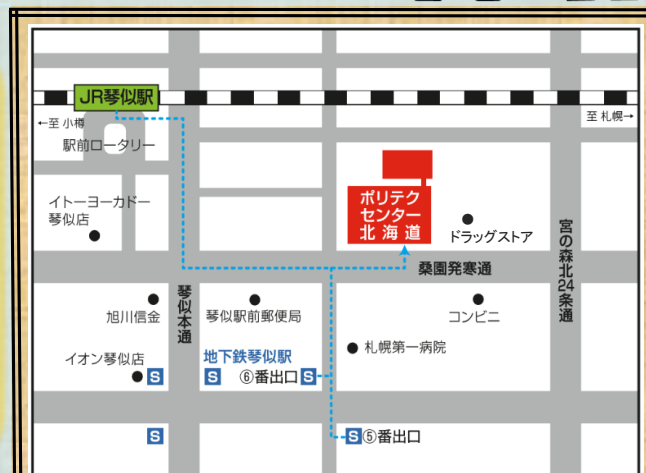 JR琴似駅
←至 小樽
至 札幌→
駅前ロータリー
イトーヨーカドー
琴似店
ポリテク
センター
北海道
ドラッグストア
宮の森北24条通
桑園発寒通
琴似本通
旭川信金
琴似駅前郵便局
コンビニ
札幌第一病院
イオン琴似店
地下鉄琴似駅
S
S
⑥番出口
S
S
S
⑤番出口